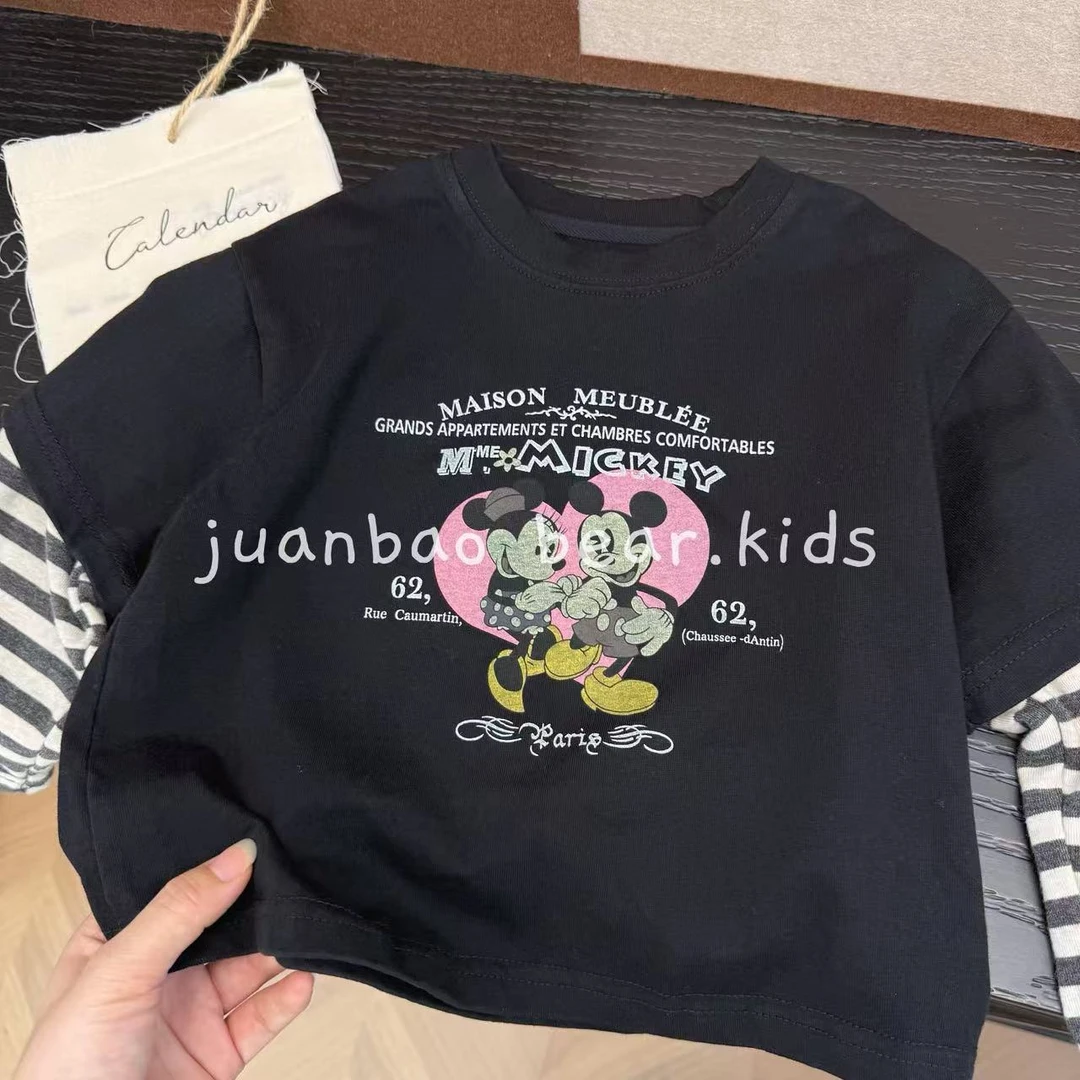 Calendar
MAISON MEUBLÉE
GRANDS APPARTEMENTS ET CHAMBRES COMFORTABLES
MME. MICKEY
juanbao bear.kids
62,
Rue Caumartin,
62,
(Chaussee -dAntin)
Paris